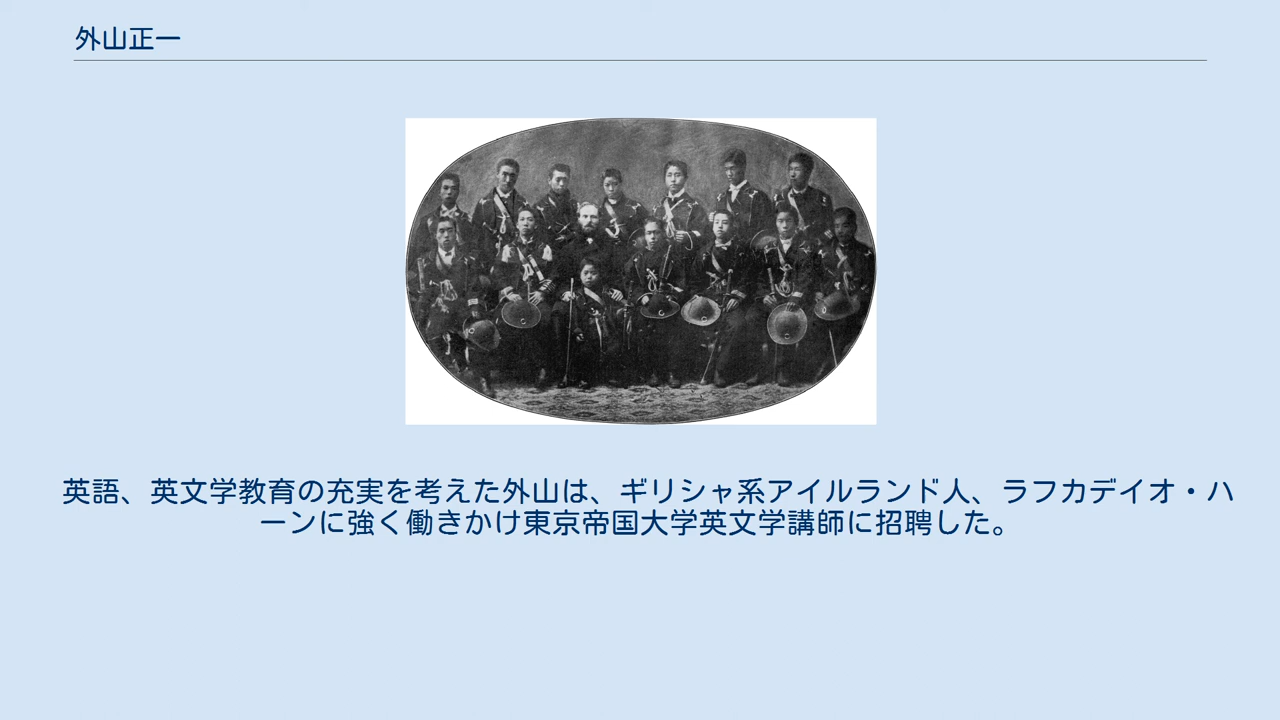 外山正一
英語、英文学教育の充実を考えた外山は、ギリシャ系アイルランド人、ラフカデイオ・ハ
ーンに強く働きかけ東京帝国大学英文学講師に招聘した。